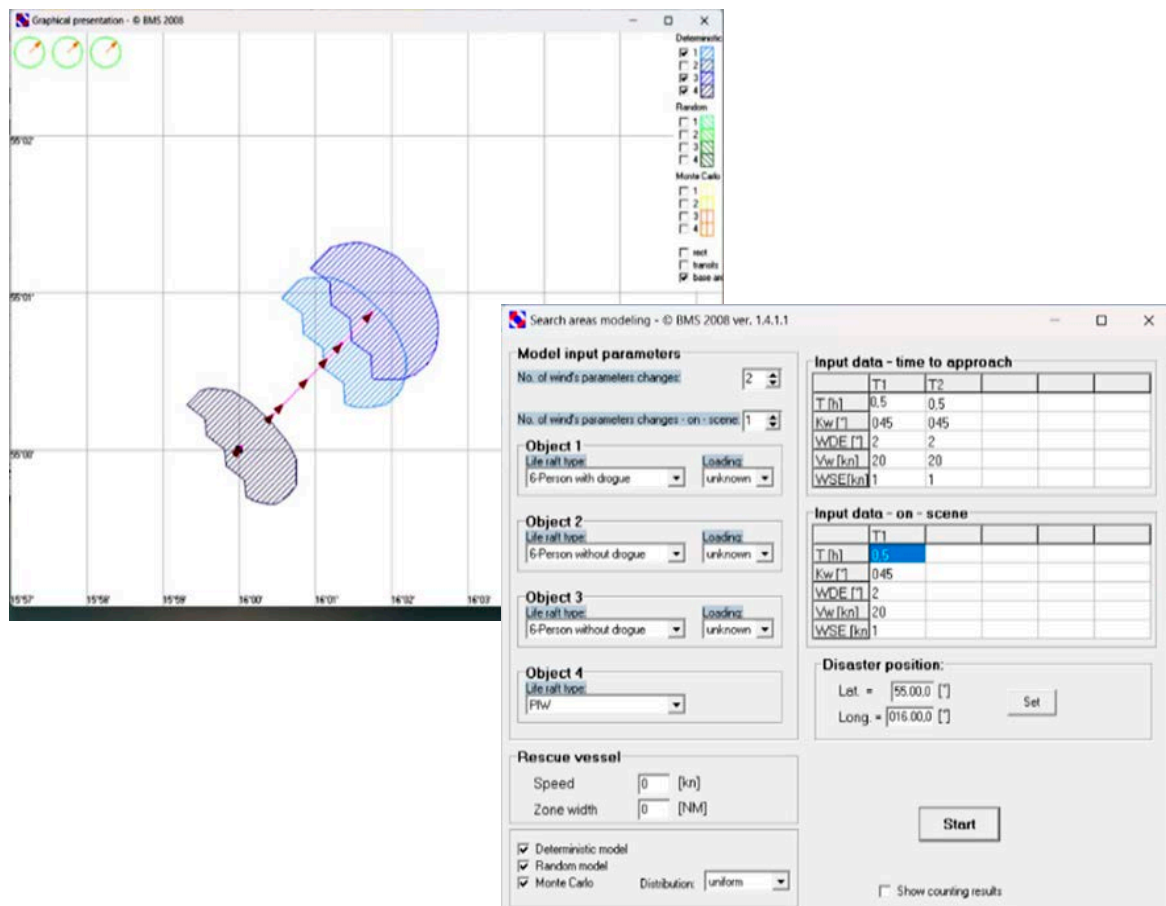 Graphical presentation - © BMS 2008
Deterministic
1
2
3
4
Random
1
2
3
4
Monte Carlo
1
2
3
4
rect
transits
base are
55°02'
55°01'
55°00'
15°57' 15°58' 15°59' 16°00' 16°01' 16°02' 16°03'
Search areas modeling - © BMS 2008 ver. 1.4.1.1
Model input parameters
No. of wind's parameters changes: 2
No. of wind's parameters changes - on - scene: 1
Object 1
Life raft type: Loading:
6-Person with drogue unknown
Object 2
Life raft type: Loading:
6-Person without drogue unknown
Object 3
Life raft type: Loading:
6-Person without drogue unknown
Object 4
Life raft type:
PIW
Rescue vessel
Speed 0 [kn]
Zone width 0 [NM]
Deterministic model
Random model
Monte Carlo Distribution: uniform
Input data - time to approach
T1 T2
T [h] 0,5 0,5
Kw [°] 045 045
WDE [°] 2 2
Vw [kn] 20 20
WSE[kn] 1 1
Input data - on - scene
T1
T [h] 0,5
Kw [°] 045
WDE [°] 2
Vw [kn] 20
WSE [kn 1
Disaster position:
Lat. = 55.00,0 [°]
Long. = 016.00,0 [°]
Set
Start
Show counting results